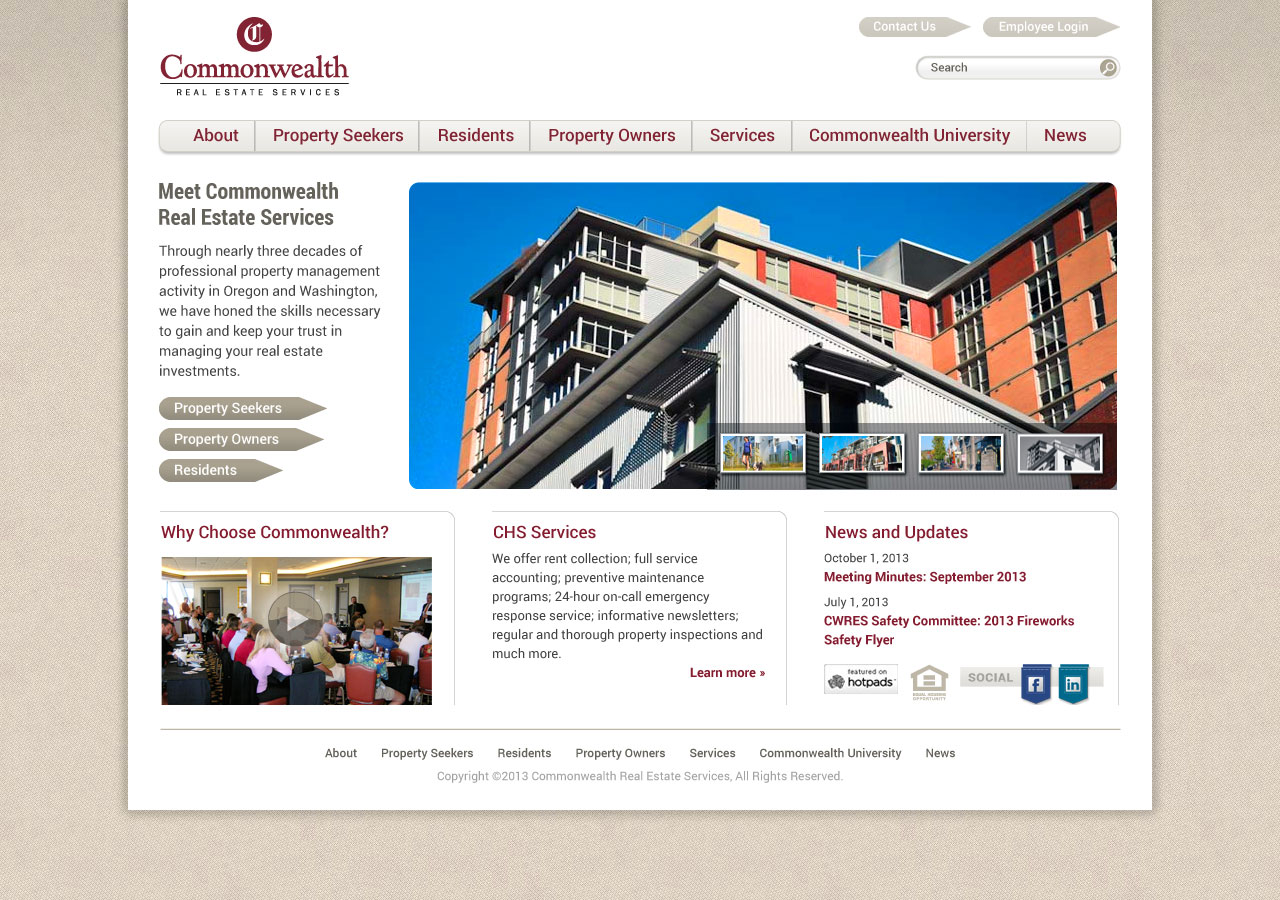 C
Commonwealth
REAL ESTATE SERVICES
Contact Us
Employee Login
Search
About
Property Seekers
Residents
Property Owners
Services
Commonwealth University
News
Meet Commonwealth
Real Estate Services
Through nearly three decades of
professional property management
activity in Oregon and Washington,
we have honed the skills necessary
to gain and keep your trust in
managing your real estate
investments.
Property Seekers
Property Owners
Residents
Why Choose Commonwealth?
CHS Services
We offer rent collection; full service
accounting; preventive maintenance
programs; 24-hour on-call emergency
response service; informative newsletters;
regular and thorough property inspections and
much more.
Learn more »
News and Updates
October 1, 2013
Meeting Minutes: September 2013
July 1, 2013
CWRES Safety Committee: 2013 Fireworks
Safety Flyer
featured on
hotpads
EQUAL HOUSING
OPPORTUNITY
SOCIAL
f
in
About
Property Seekers
Residents
Property Owners
Services
Commonwealth University
News
Copyright ©2013 Commonwealth Real Estate Services, All Rights Reserved.